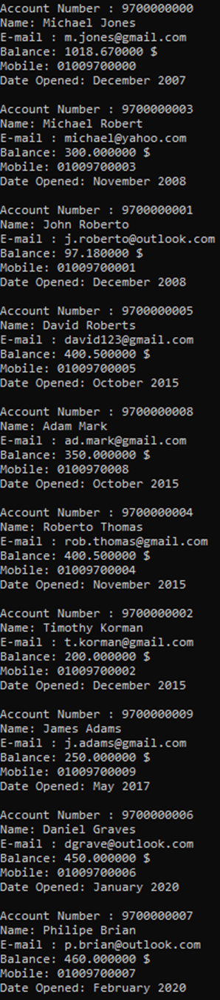 Account Number : 9700000000
Name: Michael Jones
E-mail : m.jones@gmail.com
Balance: 1018.670000 $
Mobile: 01009700000
Date Opened: December 2007
Account Number : 9700000003
Name: Michael Robert
E-mail : michael@yahoo.com
Balance: 300.000000 $
Mobile: 01009700003
Date Opened: November 2008
Account Number : 9700000001
Name: John Roberto
E-mail : j.roberto@outlook.com
Balance: 97.180000 $
Mobile: 01009700001
Date Opened: December 2008
Account Number : 9700000005
Name: David Roberts
E-mail : david123@gmail.com
Balance: 400.500000 $
Mobile: 01009700005
Date Opened: October 2015
Account Number : 9700000008
Name: Adam Mark
E-mail : ad.mark@gmail.com
Balance: 350.000000 $
Mobile: 0100970008
Date Opened: October 2015
Account Number : 9700000004
Name: Roberto Thomas
E-mail : rob.thomas@gmail.com
Balance: 400.500000 $
Mobile: 01009700004
Date Opened: November 2015
Account Number : 9700000002
Name: Timothy Korman
E-mail : t.korman@gmail.com
Balance: 200.000000 $
Mobile: 01009700002
Date Opened: December 2015
Account Number : 9700000009
Name: James Adams
E-mail : j.adams@gmail.com
Balance: 250.000000 $
Mobile: 01009700009
Date Opened: May 2017
Account Number : 9700000006
Name: Daniel Graves
E-mail : dgrave@outlook.com
Balance: 450.000000 $
Mobile: 01009700006
Date Opened: January 2020
Account Number : 9700000007
Name: Philipe Brian
E-mail : p.brian@outlook.com
Balance: 460.000000 $
Mobile: 01009700007
Date Opened: February 2020